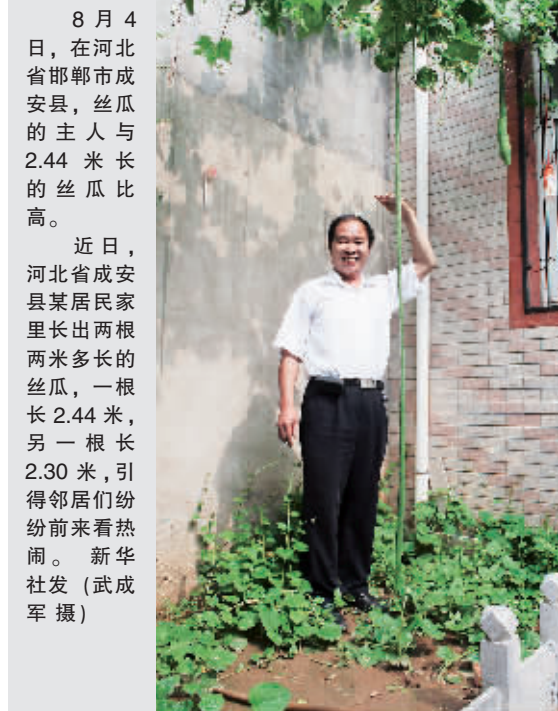 8 月 4
日，在河北
省邯郸市成
安县，丝瓜
的主人与
2.44 米长
的丝瓜比
高。
近日，
河北省成安
县某居民家
里长出两根
两米多长的
丝瓜，一根
长 2.44 米，
另一根长
2.30 米，引
得邻居们纷
纷前来看热
闹。 新华
社发（武成
军 摄）